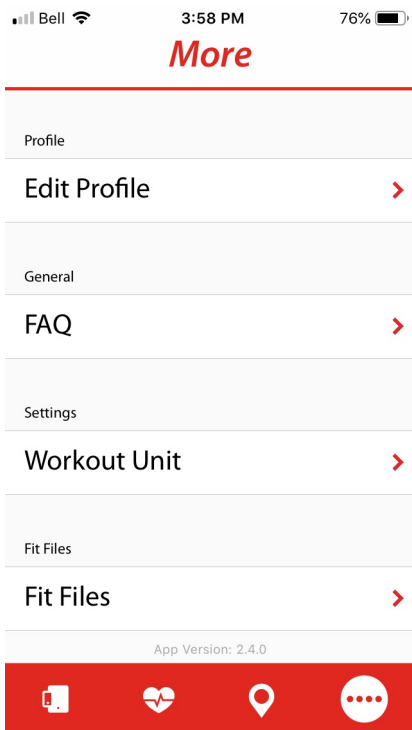 Bell 3:58 PM 76%
More
Profile
Edit Profile
General
FAQ
Settings
Workout Unit
Fit Files
Fit Files
App Version: 2.4.0